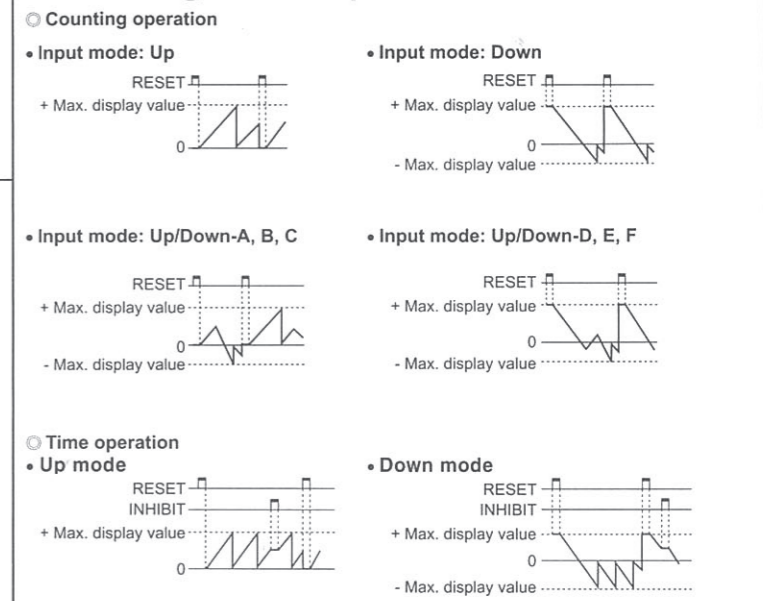 ◎ Counting operation
• Input mode: Up
RESET
+ Max. display value
0
• Input mode: Down
RESET
+ Max. display value
0
- Max. display value
• Input mode: Up/Down-A, B, C
RESET
+ Max. display value
0
- Max. display value
• Input mode: Up/Down-D, E, F
RESET
+ Max. display value
0
- Max. display value
◎ Time operation
• Up mode
RESET
INHIBIT
+ Max. display value
0
• Down mode
RESET
INHIBIT
+ Max. display value
0
- Max. display value